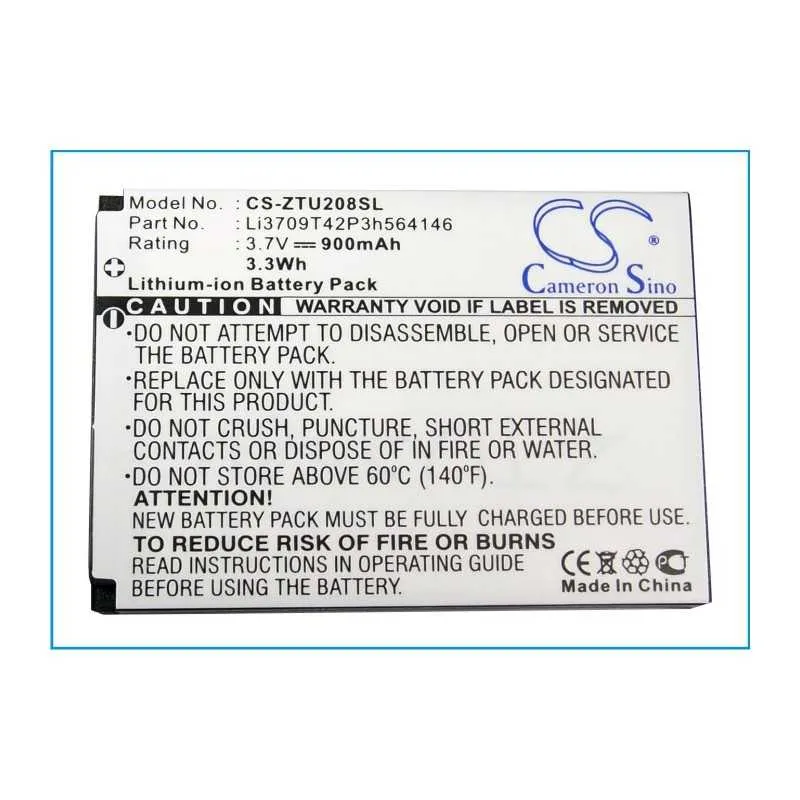 Model No.: CS-ZTU208SL
Part No.: Li3709T42P3h564146
Rating: 3.7V 900mAh
3.3Wh
Lithium-ion Battery Pack
CS ®
Cameron Sino
CAUTION WARRANTY VOID IF LABEL IS REMOVED
•DO NOT ATTEMPT TO DISASSEMBLE, OPEN OR SERVICE
THE BATTERY PACK.
•REPLACE ONLY WITH THE BATTERY PACK DESIGNATED
FOR THIS PRODUCT.
•DO NOT CRUSH, PUNCTURE, SHORT EXTERNAL
CONTACTS OR DISPOSE OF IN FIRE OR WATER.
•DO NOT STORE ABOVE 60°C (140°F).
ATTENTION:
NEW BATTERY PACK MUST BE FULLY CHARGED BEFORE USE.
TO REDUCE RISK OF FIRE OR BURNS
READ INSTRUCTIONS IN OPERATING MANUAL BEFORE USE.
CE PC
Made In China